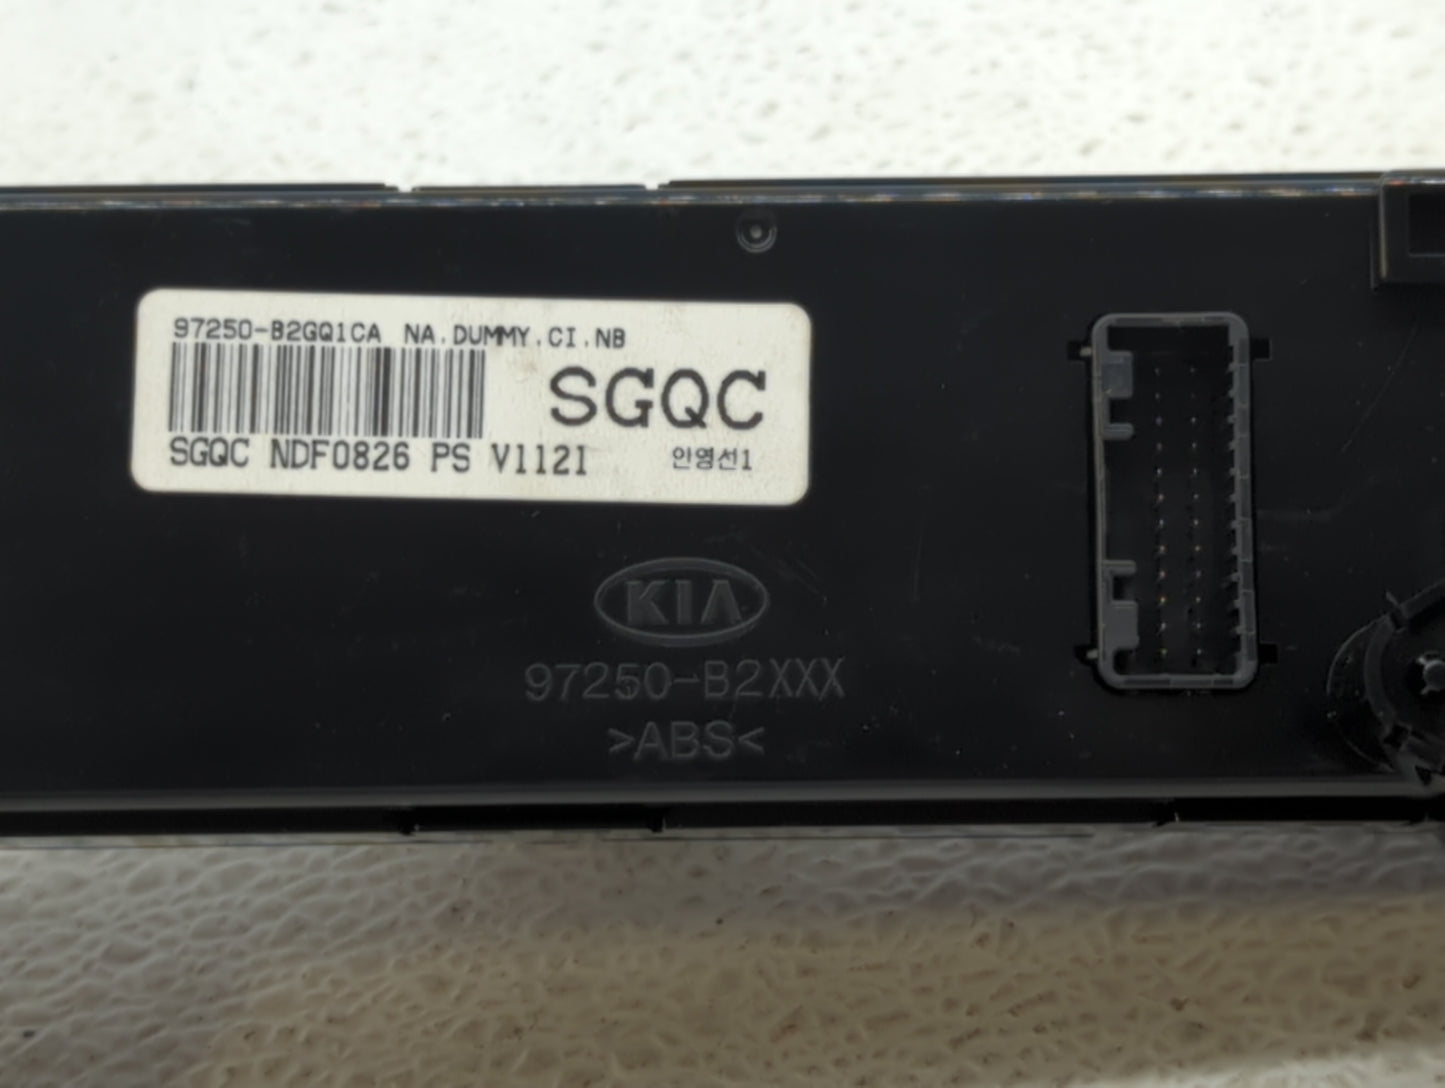 97250-B2GQ1CA NA.DUMMY.CI.NB
SGQC
SGQC NDF0826 PS V1121
안영선1
KIA
97250-B2XXX
>ABS<